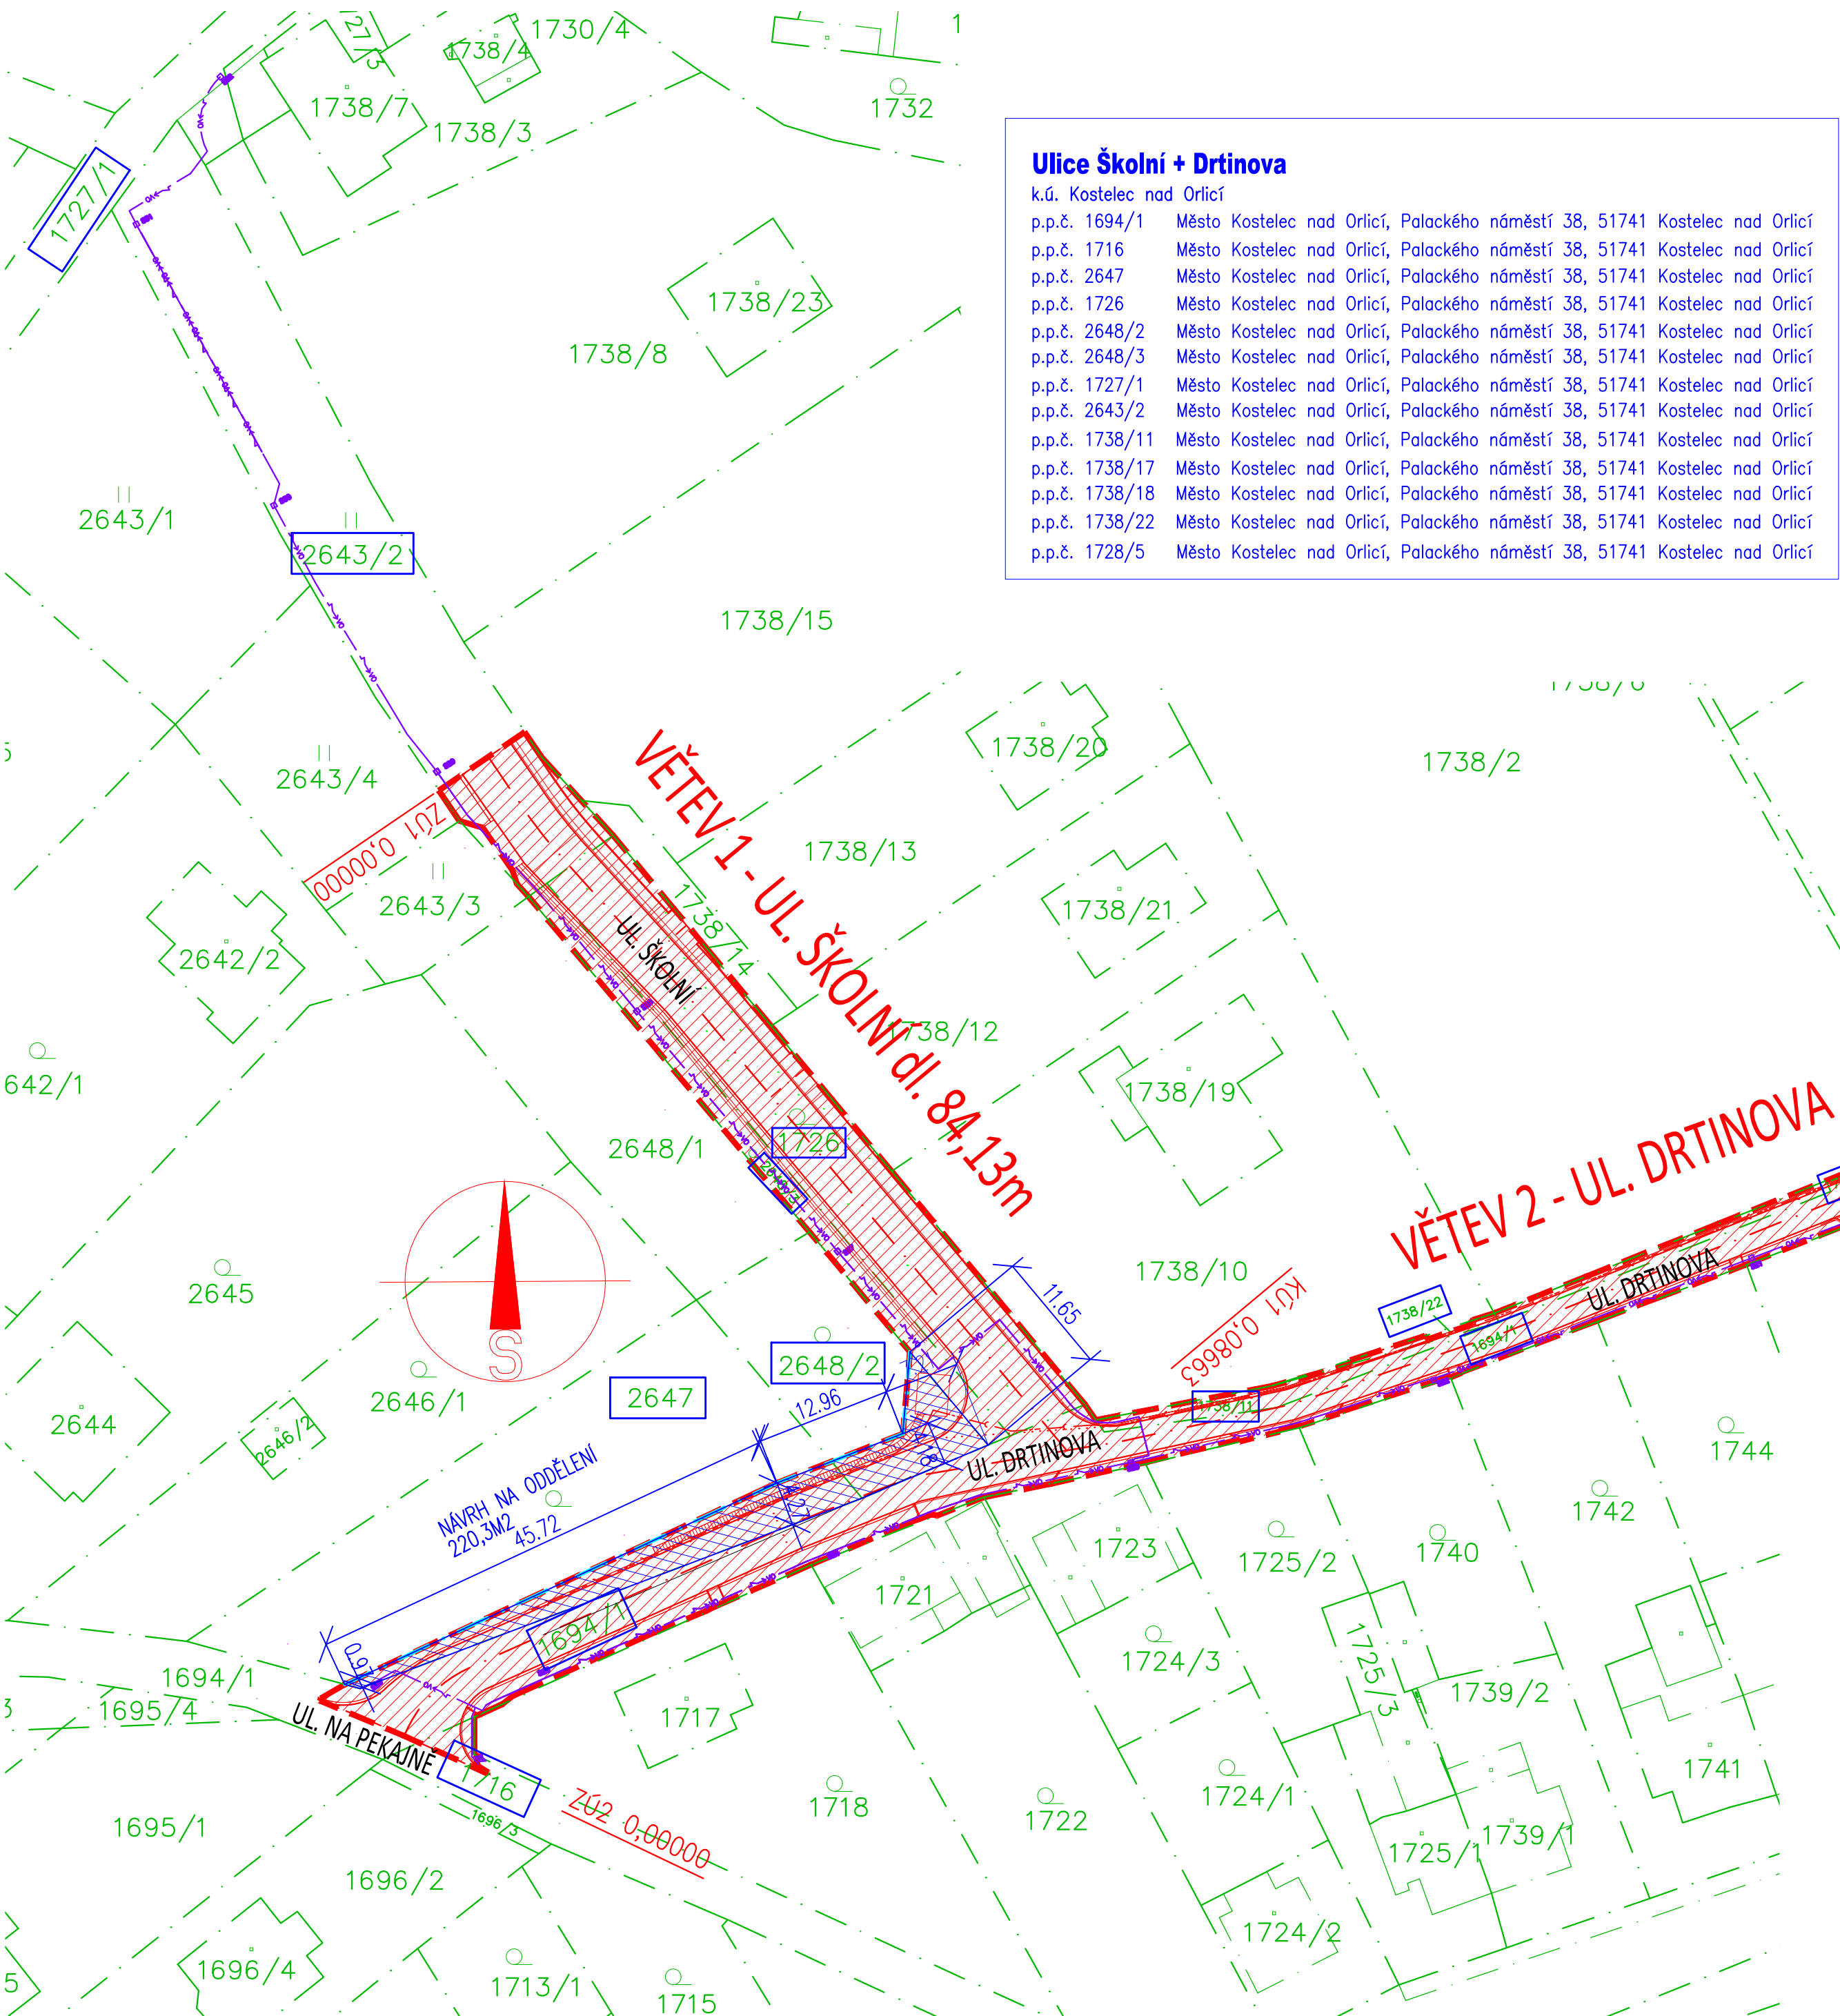 1730/4
1738/4
1738/7
1738/3
1732
1727/1
Ulice Školní + Drtinova
k.ú. Kostelec nad Orlicí
p.p.č. 1694/1 Město Kostelec nad Orlicí, Palackého náměstí 38, 51741 Kostelec nad Orlicí
p.p.č. 1716 Město Kostelec nad Orlicí, Palackého náměstí 38, 51741 Kostelec nad Orlicí
p.p.č. 2647 Město Kostelec nad Orlicí, Palackého náměstí 38, 51741 Kostelec nad Orlicí
p.p.č. 1726 Město Kostelec nad Orlicí, Palackého náměstí 38, 51741 Kostelec nad Orlicí
p.p.č. 2648/2 Město Kostelec nad Orlicí, Palackého náměstí 38, 51741 Kostelec nad Orlicí
p.p.č. 2648/3 Město Kostelec nad Orlicí, Palackého náměstí 38, 51741 Kostelec nad Orlicí
p.p.č. 1727/1 Město Kostelec nad Orlicí, Palackého náměstí 38, 51741 Kostelec nad Orlicí
p.p.č. 2643/2 Město Kostelec nad Orlicí, Palackého náměstí 38, 51741 Kostelec nad Orlicí
p.p.č. 1738/11 Město Kostelec nad Orlicí, Palackého náměstí 38, 51741 Kostelec nad Orlicí
p.p.č. 1738/17 Město Kostelec nad Orlicí, Palackého náměstí 38, 51741 Kostelec nad Orlicí
p.p.č. 1738/18 Město Kostelec nad Orlicí, Palackého náměstí 38, 51741 Kostelec nad Orlicí
p.p.č. 1738/22 Město Kostelec nad Orlicí, Palackého náměstí 38, 51741 Kostelec nad Orlicí
p.p.č. 1728/5 Město Kostelec nad Orlicí, Palackého náměstí 38, 51741 Kostelec nad Orlicí
1738/23
1738/8
2643/1
2643/2
1738/15
1738/20
1738/2
2643/4
ZÚ1 0,00000
VĚTEV 1 - UL. ŠKOLNÍ dl. 84,13m
1738/13
2643/3
1738/14
1738/21
UL. ŠKOLNÍ
2642/2
1738/12
642/1
1738/19
2648/1
1726
2648/3
VĚTEV 2 - UL. DRTINOVA
1738/10
2645
11.65
KÚ1 0,08663
1738/22
1694/1
UL. DRTINOVA
S
2648/2
2647
2646/1
12.96
1738/11
2644
2646/2
UL. DRTINOVA
1744
NÁVRH NA ODDĚLENÍ
220,3M2
45.72
1742
1723
1725/2
1740
1721
1694/1
1724/3
1725/3
1694/1
1695/4
1739/2
1717
UL. NA PEKAJNĚ
1716
1741
1718
1722
1724/1
ZÚ2 0,00000
1695/1
1696/3
1725/1
1739/1
1696/2
1724/2
1696/4
1713/1
1715